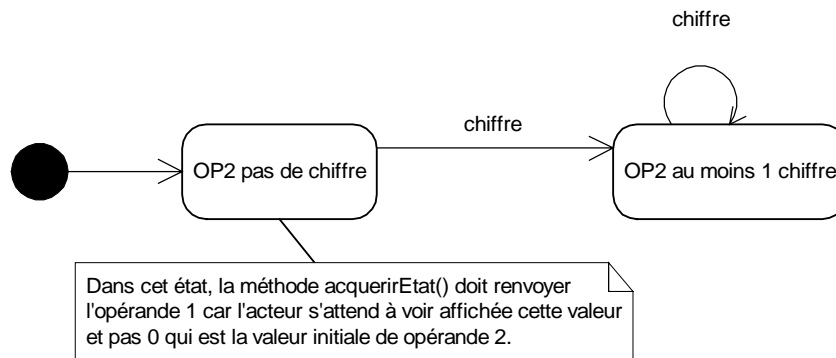 chiffre
chiffre
OP2 pas de chiffre
OP2 au moins 1 chiffre
Dans cet état, la méthode acquerirEtat() doit renvoyer
l'opérande 1 car l'acteur s'attend à voir affichée cette valeur
et pas 0 qui est la valeur initiale de opérande 2.